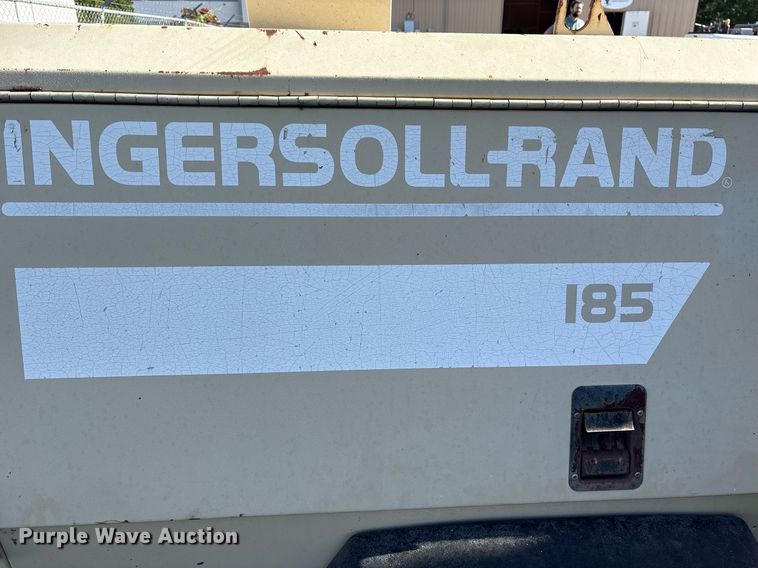 INGERSOLL-RAND
185
Purple Wave Auction